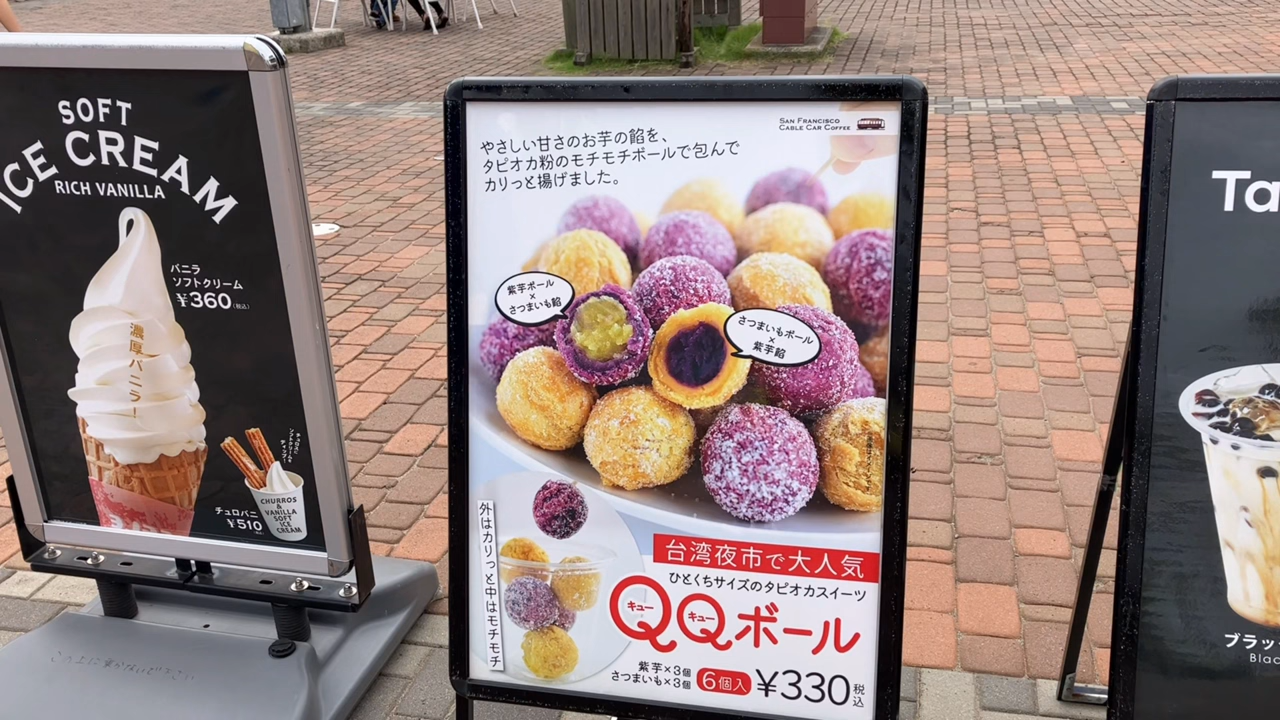 SOFT
ICE CREAM
RICH VANILLA
バニラ
ソフトクリーム
¥360(税込)
濃厚バニラ!
チュロバニ
¥510
CHURROS
&
VANILLA
SOFT
ICE
CREAM
SAN FRANCISCO
CABLE CAR COFFEE
やさしい甘さのお芋の餡を、
タピオカ粉のモチモチボールで包んで
カリっと揚げました。
紫芋ボール
×
さつまいも餡
さつまいもボール
×
紫芋餡
外はカリっと中はモチモチ
台湾夜市で大人気
ひとくちサイズのタピオカスイーツ
QQボール
キュー キュー
紫芋×3個
さつまいも×3個
6個入
¥330税込
Ta
ブラッ
Blac